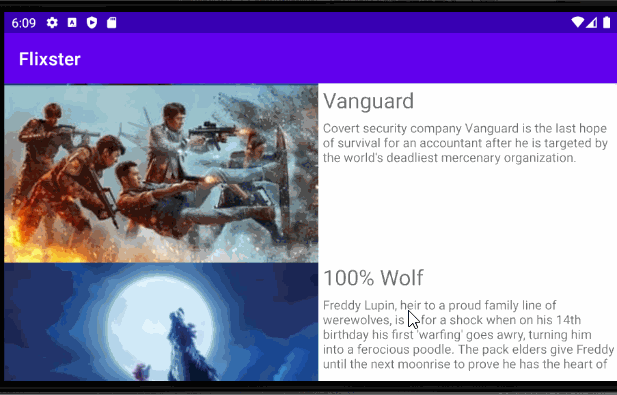 6:09
Flixster
Vanguard
Covert security company Vanguard is the last hope
of survival for an accountant after he is targeted by
the world's deadliest mercenary organization.
100% Wolf
Freddy Lupin, heir to a proud family line of
werewolves, is for a shock when on his 14th
birthday his first 'warfing' goes awry, turning him
into a ferocious poodle. The pack elders give Freddy
until the next moonrise to prove he has the heart of